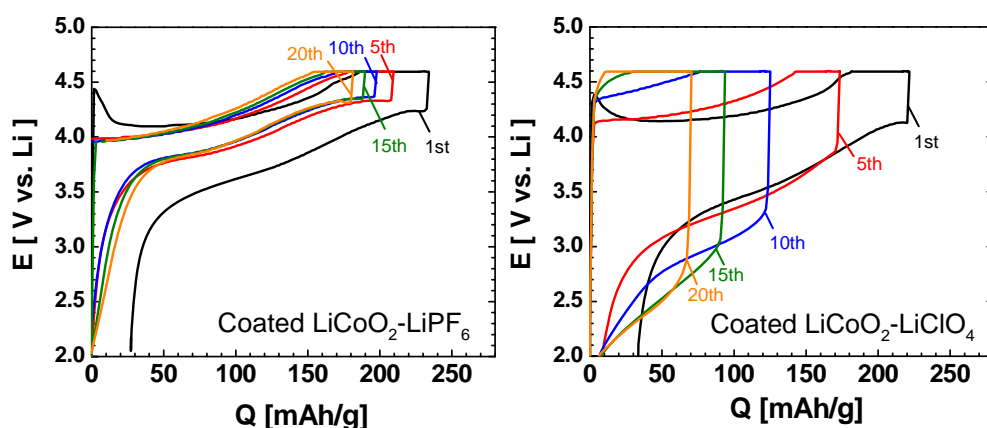 5.0
4.5
4.0
3.5
3.0
2.5
2.0
E [ V vs. Li ]
20th
10th
5th
15th
1st
Coated LiCoO₂-LiPF₆
0 50 100 150 200 250
Q [mAh/g]
5.0
4.5
4.0
3.5
3.0
2.5
2.0
E [ V vs. Li ]
1st
5th
10th
15th
20th
Coated LiCoO₂-LiClO₄
0 50 100 150 200 250
Q [mAh/g]